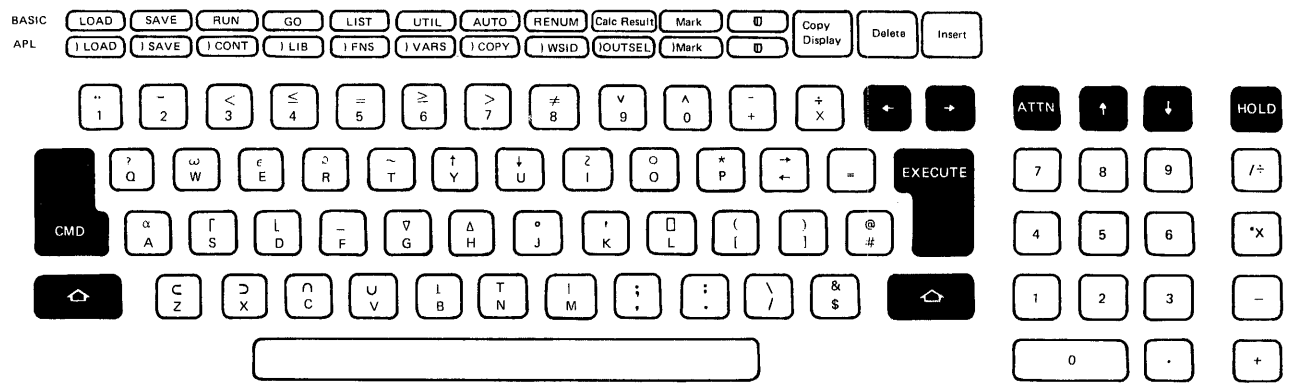 BASIC LOAD SAVE RUN GO LIST UTIL AUTO RENUM Calc Result Mark
APL )LOAD )SAVE )CONT )LIB )FNS )VARS )COPY )WSID )OUTSEL )Mark
Copy Display Delete Insert
¨ ¯ < ≤ = ≥ > ≠ ∨ ∧ - ÷
1 2 3 4 5 6 7 8 9 0 + X ← → ATTN ↑ ↓ HOLD
? ω ϵ ⊃ ~ ↑ ↓ ≀ ○ * →
Q W E R T Y U I O P ← = EXECUTE 7 8 9 /÷
α ⌈ ⌊ _ ∇ Δ ∘ ' ⎕ ( ) @
CMD A S D F G H J K L [ ] # 4 5 6 *X
⊂ ⊃ ∩ ∪ ⊥ ⊤ | ; : \ &
Z X C V B N M , . / $ 1 2 3 −
0 . +